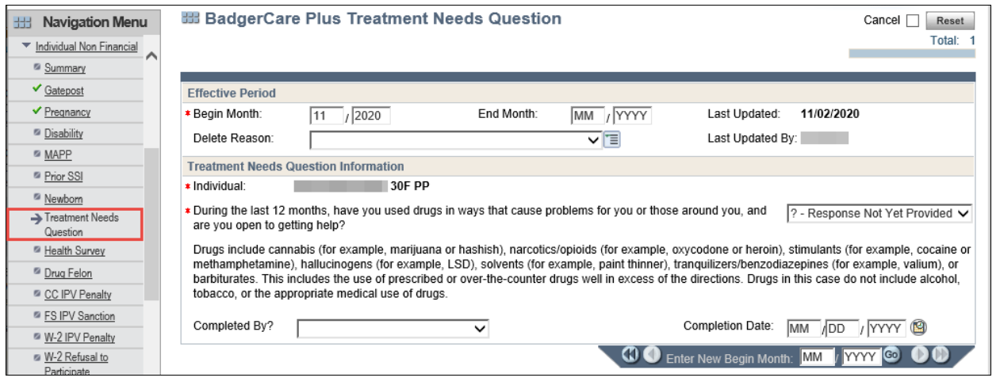 Navigation Menu
Individual Non Financial
Summary
Gatepost
Pregnancy
Disability
MAPP
Prior SSI
Newborn
Treatment Needs
Question
Health Survey
Drug Felon
CC IPV Penalty
FS IPV Sanction
W-2 IPV Penalty
W-2 Refusal to
Participate
BadgerCare Plus Treatment Needs Question
Cancel Reset
Total: 1
Effective Period
* Begin Month: 11 / 2020 End Month: MM / YYYY Last Updated: 11/02/2020
Delete Reason: Last Updated By:
Treatment Needs Question Information
* Individual: 30F PP
* During the last 12 months, have you used drugs in ways that cause problems for you or those around you, and ? - Response Not Yet Provided
are you open to getting help?
Drugs include cannabis (for example, marijuana or hashish), narcotics/opioids (for example, oxycodone or heroin), stimulants (for example, cocaine or
methamphetamine), hallucinogens (for example, LSD), solvents (for example, paint thinner), tranquilizers/benzodiazepines (for example, valium), or
barbiturates. This includes the use of prescribed or over-the-counter drugs well in excess of the directions. Drugs in this case do not include alcohol,
tobacco, or the appropriate medical use of drugs.
Completed By? Completion Date: MM / DD / YYYY
Enter New Begin Month: MM / YYYY Go